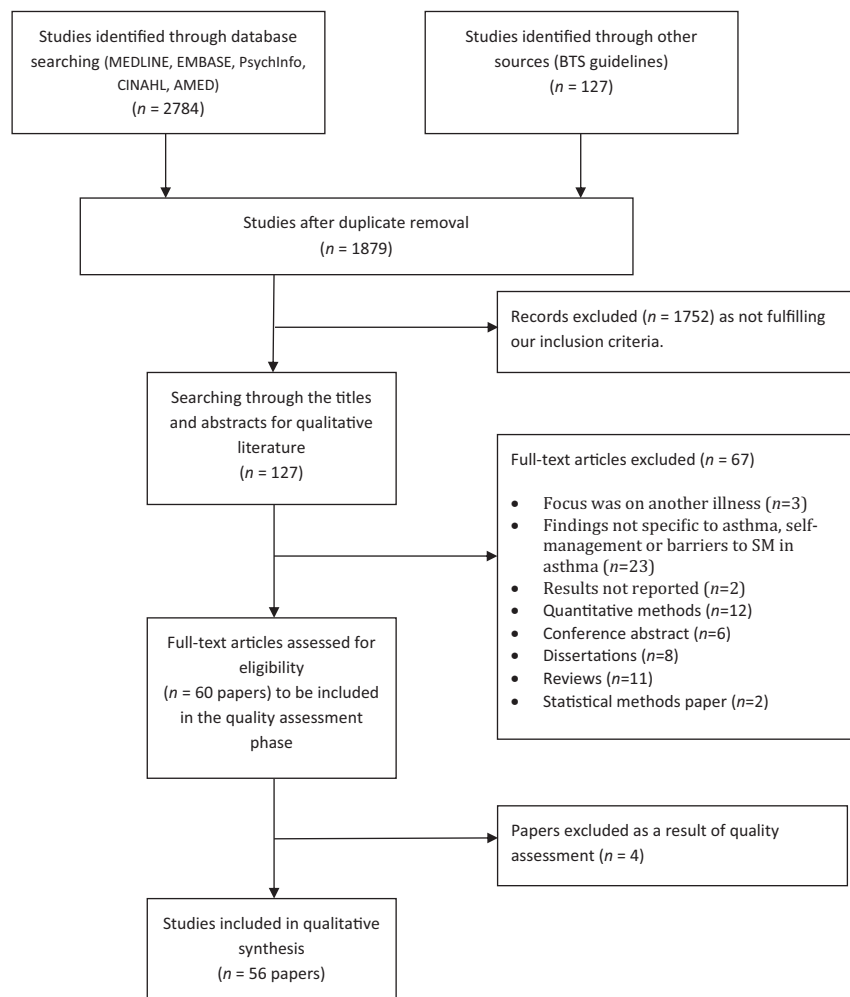 Studies identified through database
searching (MEDLINE, EMBASE, PsychInfo,
CINAHL, AMED)
(n = 2784)
Studies identified through other
sources (BTS guidelines)
(n = 127)
Studies after duplicate removal
(n = 1879)
Records excluded (n = 1752) as not fulfilling
our inclusion criteria.
Searching through the titles
and abstracts for qualitative
literature
(n = 127)
Full-text articles excluded (n = 67)
• Focus was on another illness (n=3)
• Findings not specific to asthma, self-
management or barriers to SM in
asthma (n=23)
• Results not reported (n=2)
• Quantitative methods (n=12)
• Conference abstract (n=6)
• Dissertations (n=8)
• Reviews (n=11)
• Statistical methods paper (n=2)
Full-text articles assessed for
eligibility
(n = 60 papers) to be included
in the quality assessment
phase
Papers excluded as a result of quality
assessment (n = 4)
Studies included in qualitative
synthesis
(n = 56 papers)